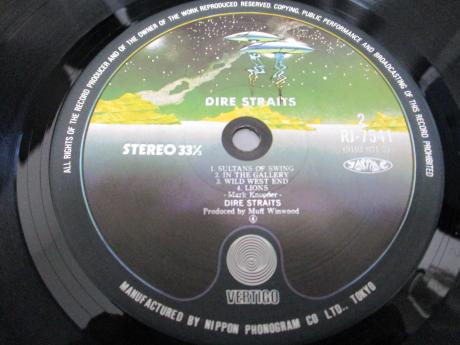 ALL RIGHTS OF THE RECORD PRODUCER AND OF THE OWNER OF THE WORK REPRODUCED RESERVED. COPYING, PUBLIC PERFORMANCE AND BROADCASTING OF THIS RECORD PROHIBITED
DIRE STRAITS
2
RJ-7541
STEREO 33⅓
1. SULTANS OF SWING
2. IN THE GALLERY
3. WILD WEST END
4. LIONS
- Mark Knopfler -
DIRE STRAITS
Produced by Muff Winwood
VERTIGO
MANUFACTURED BY NIPPON PHONOGRAM CO LTD., TOKYO